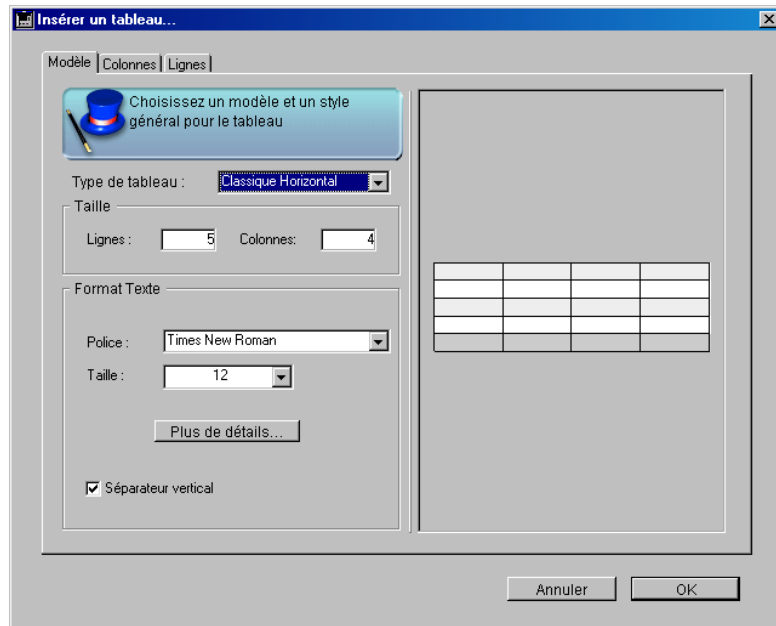 Insérer un tableau...
Modèle Colonnes Lignes
Choisissez un modèle et un style
général pour le tableau
Type de tableau : Classique Horizontal
Taille
Lignes : 5 Colonnes: 4
Format Texte
Police : Times New Roman
Taille : 12
Plus de détails...
Séparateur vertical
Annuler OK